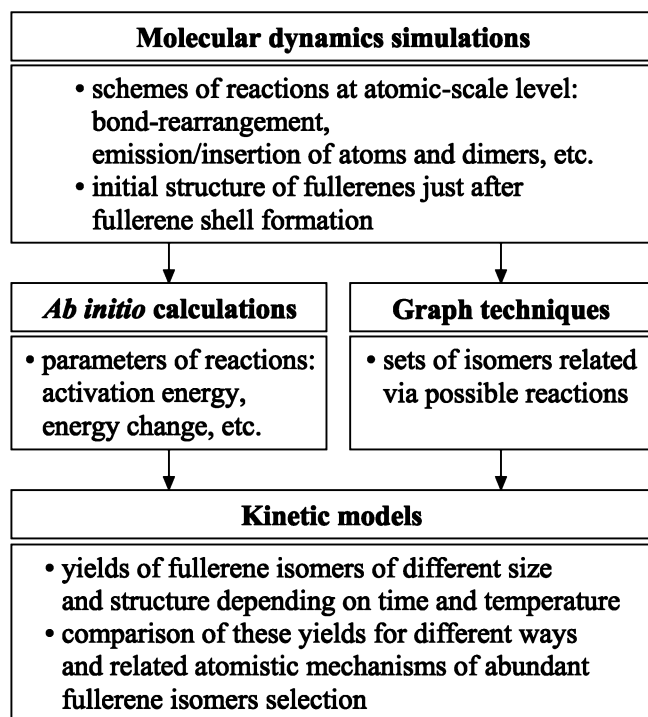 Molecular dynamics simulations
• schemes of reactions at atomic-scale level:
bond-rearrangement,
emission/insertion of atoms and dimers, etc.
• initial structure of fullerenes just after
fullerene shell formation
Ab initio calculations
• parameters of reactions:
activation energy,
energy change, etc.
Graph techniques
• sets of isomers related
via possible reactions
Kinetic models
• yields of fullerene isomers of different size
and structure depending on time and temperature
• comparison of these yields for different ways
and related atomistic mechanisms of abundant
fullerene isomers selection